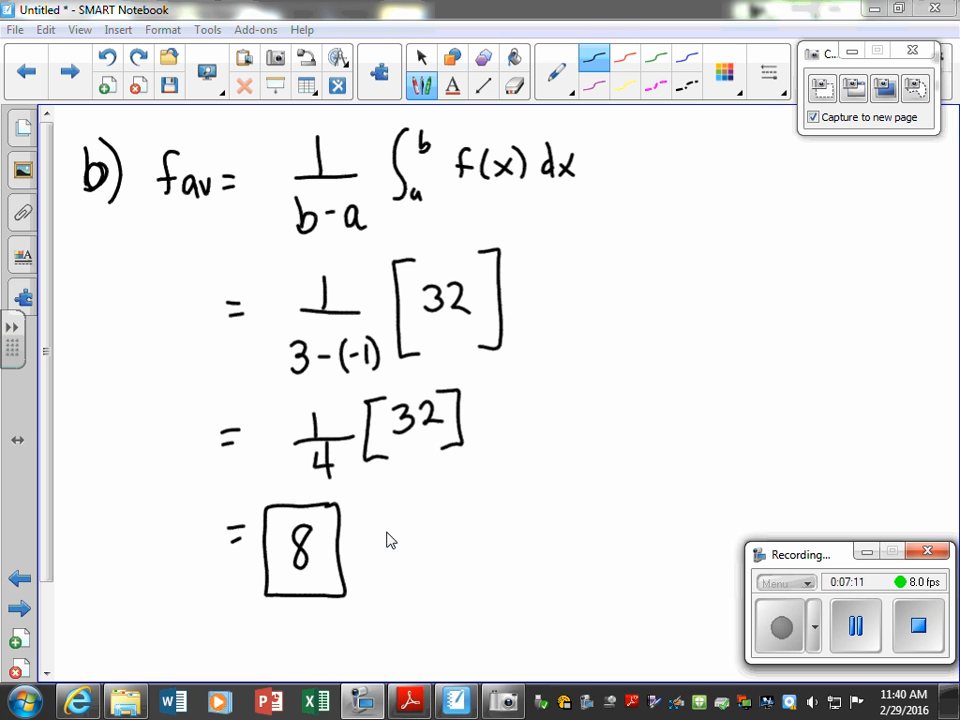 Untitled * - SMART Notebook
File Edit View Insert Format Tools Add-ons Help
C...
Capture to new page
b) fav = 1/(b-a) ∫_a^b f(x) dx
= 1/(3-(-1)) [32]
= 1/4 [32]
= 8
Recording...
Menu 0:07:11 8.0 fps
11:40 AM
2/29/2016